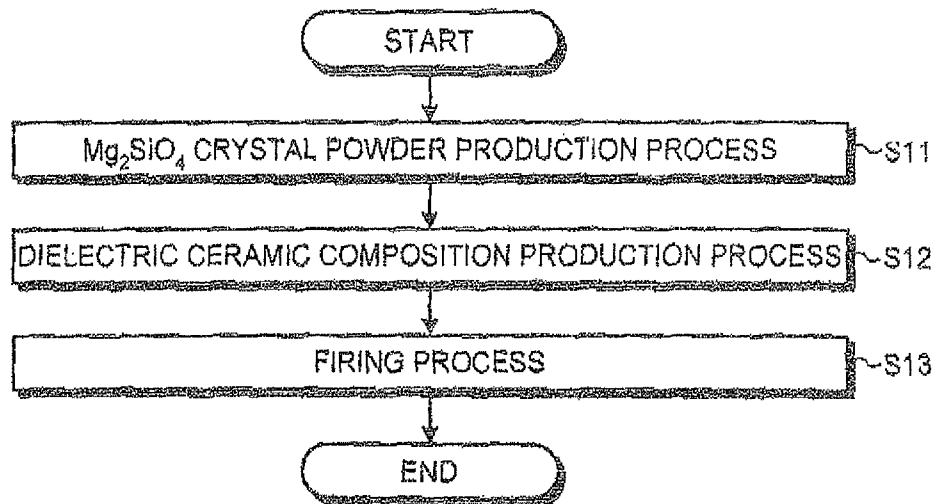 START
Mg₂SiO₄ CRYSTAL POWDER PRODUCTION PROCESS
S11
DIELECTRIC CERAMIC COMPOSITION PRODUCTION PROCESS
S12
FIRING PROCESS
S13
END